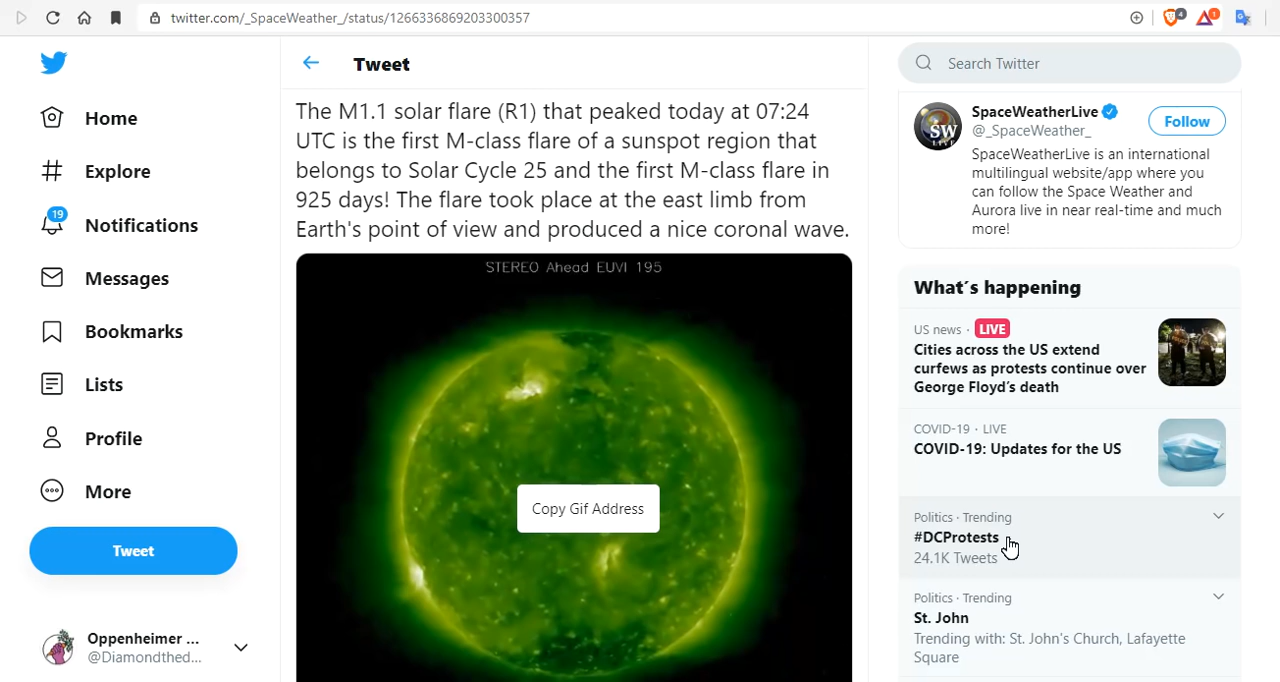 twitter.com/_SpaceWeather_/status/1266336869203300357
4
1
Tweet
Search Twitter
Home
Explore
19
Notifications
Messages
Bookmarks
Lists
Profile
More
Tweet
Oppenheimer ...
@Diamondthed...
The M1.1 solar flare (R1) that peaked today at 07:24
UTC is the first M-class flare of a sunspot region that
belongs to Solar Cycle 25 and the first M-class flare in
925 days! The flare took place at the east limb from
Earth's point of view and produced a nice coronal wave.
STEREO Ahead EUVI 195
Copy Gif Address
SW
LIVE
SpaceWeatherLive
@_SpaceWeather_
Follow
SpaceWeatherLive is an international
multilingual website/app where you
can follow the Space Weather and
Aurora live in near real-time and much
more!
What's happening
US news · LIVE
Cities across the US extend
curfews as protests continue over
George Floyd's death
COVID-19 · LIVE
COVID-19: Updates for the US
Politics · Trending
#DCProtests
24.1K Tweets
Politics · Trending
St. John
Trending with: St. John's Church, Lafayette
Square